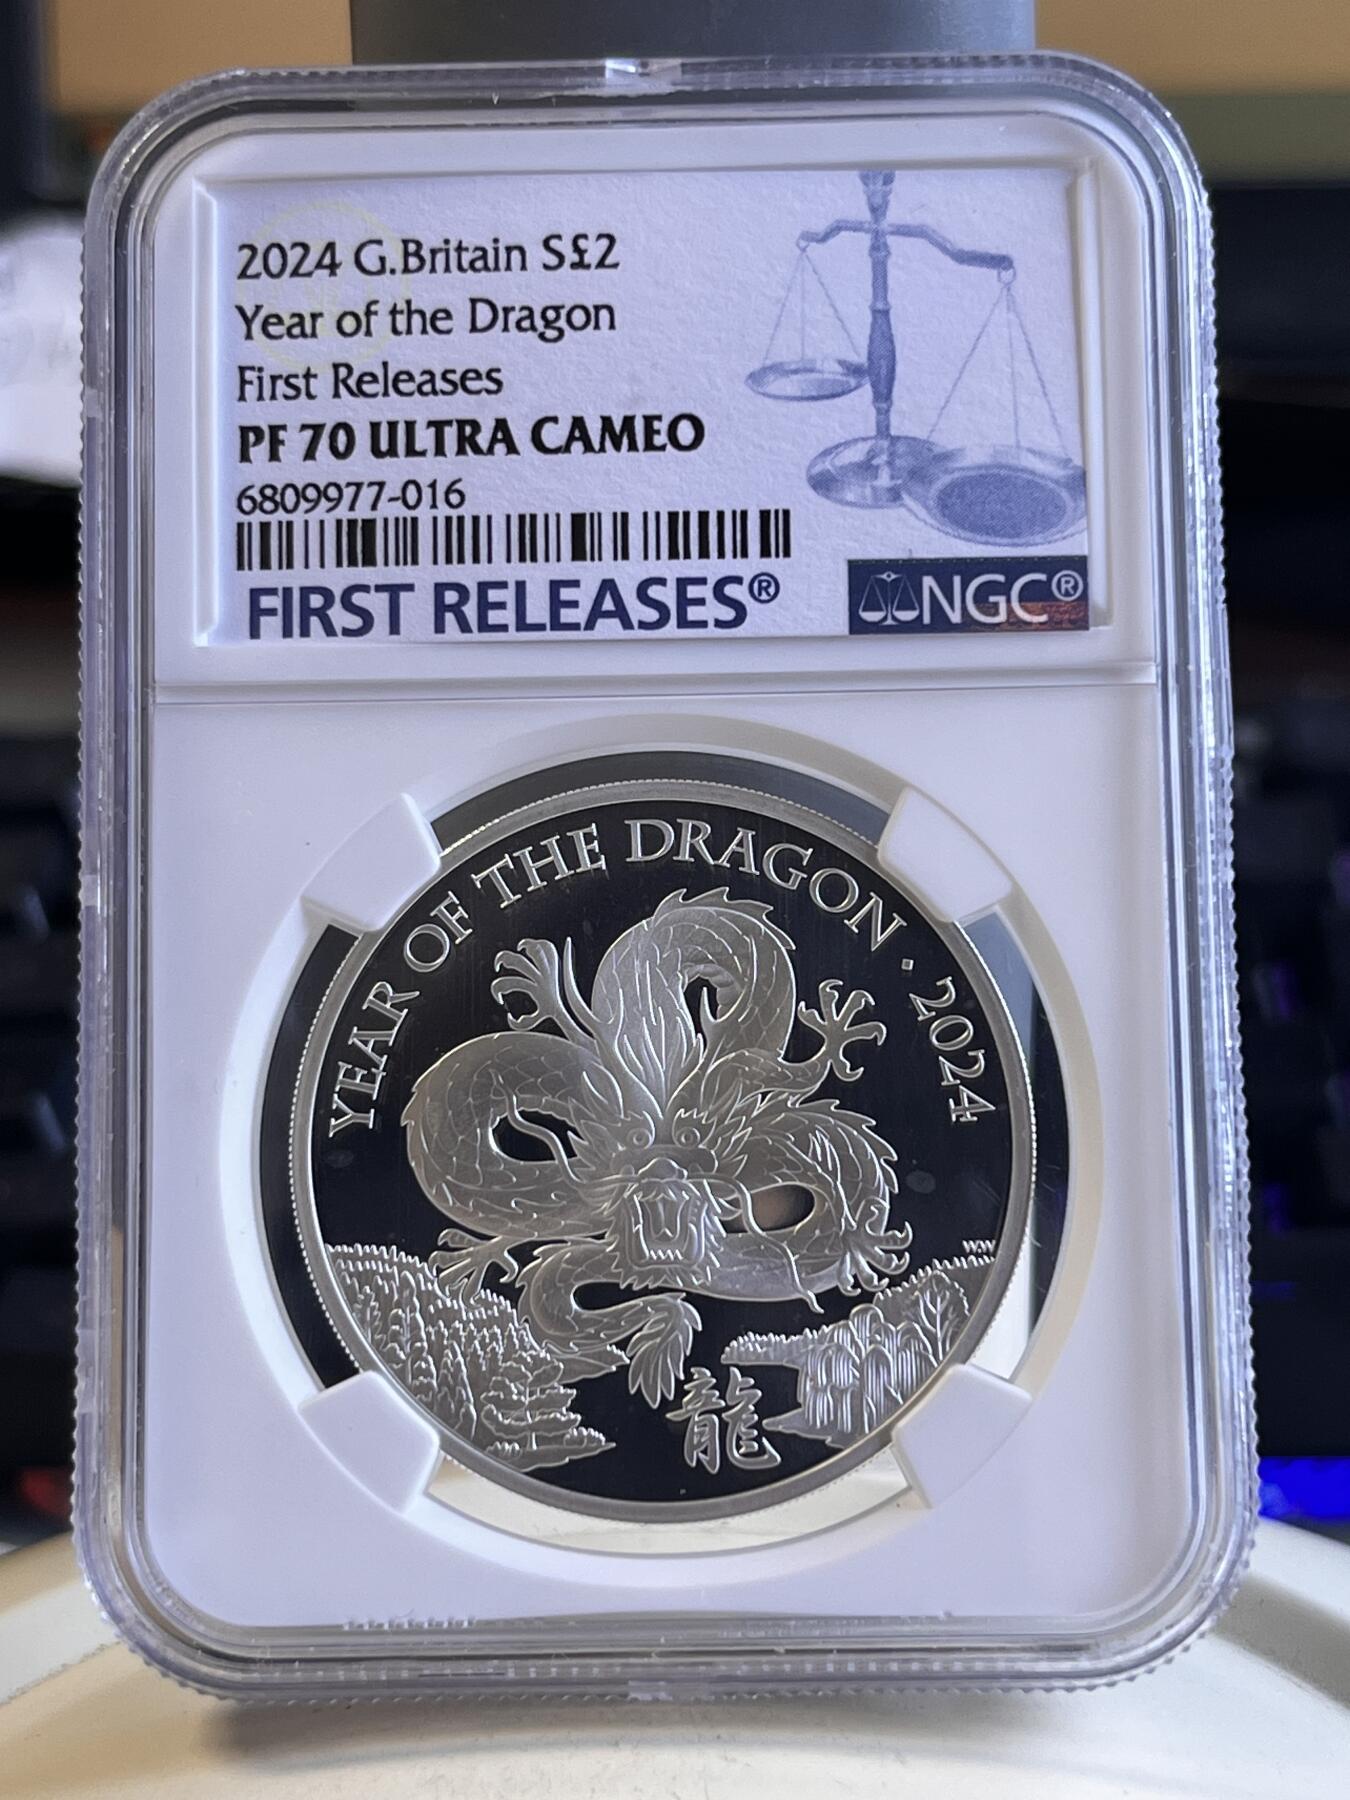 2024 G.Britain S£2
Year of the Dragon
First Releases
PF 70 ULTRA CAMEO
6809977-016
FIRST RELEASES®
NGC®
YEAR OF THE DRAGON · 2024
W.W
龍